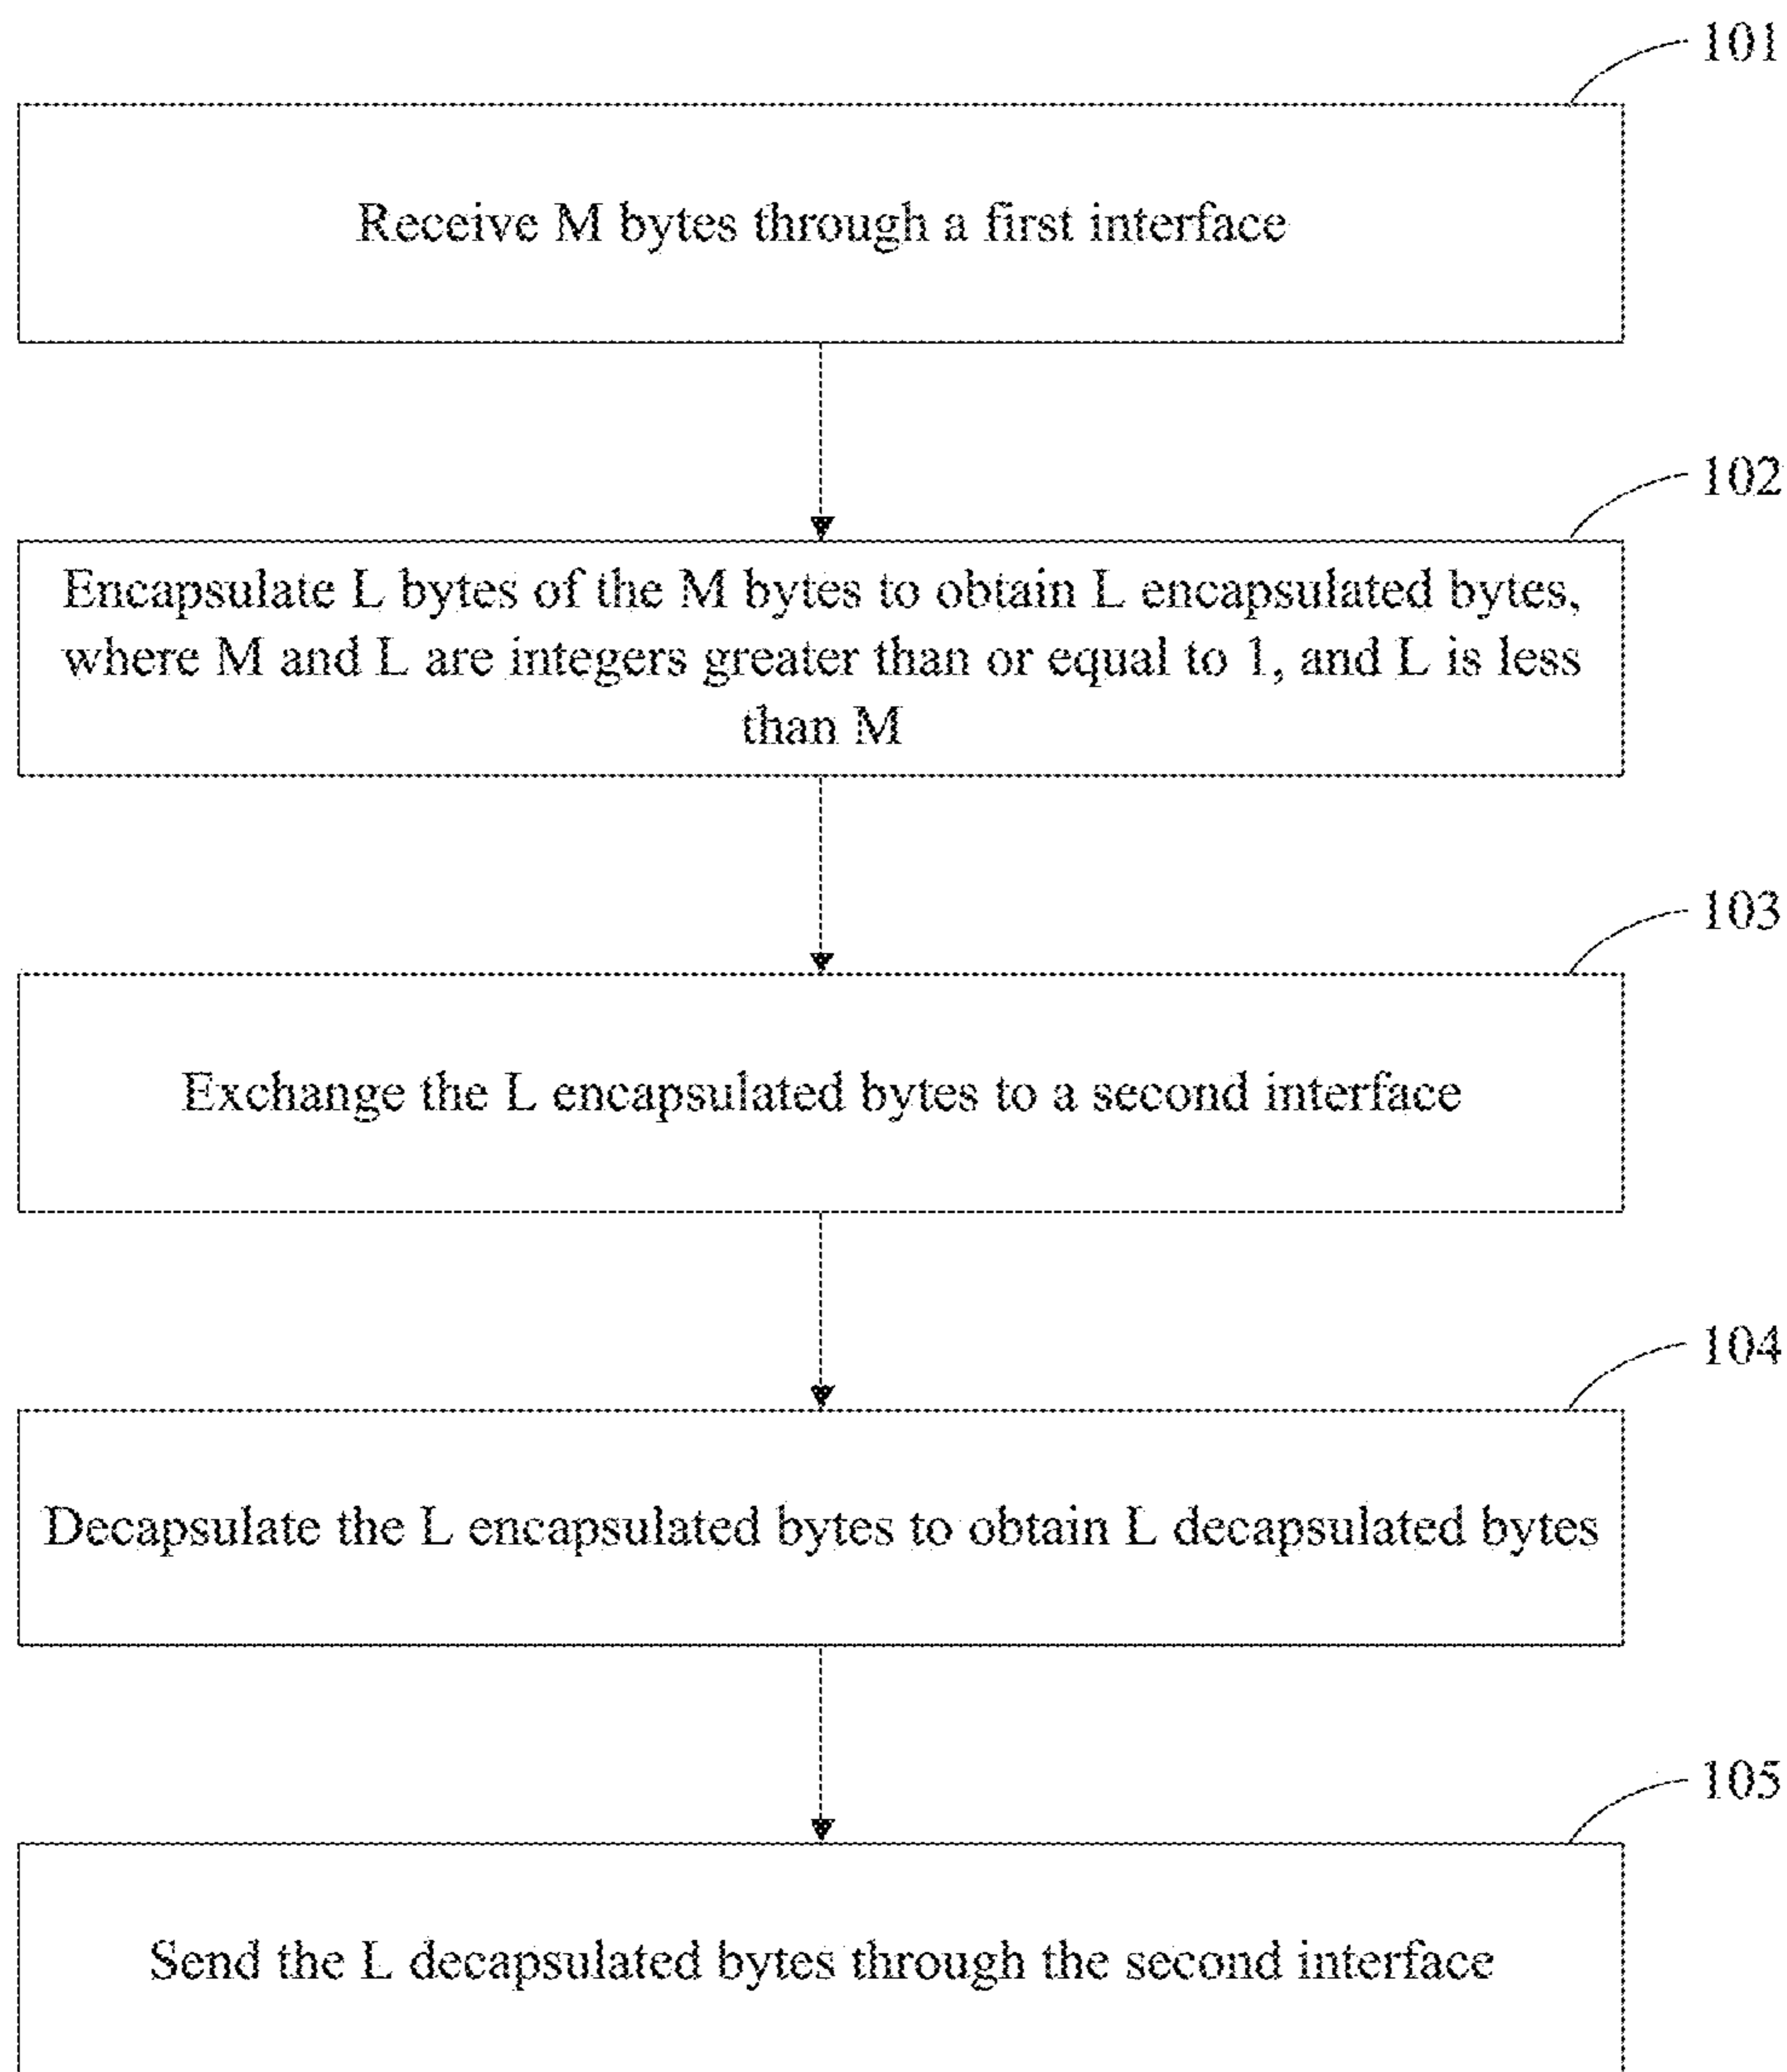 101
Receive M bytes through a first interface
102
Encapsulate L bytes of the M bytes to obtain L encapsulated bytes,
where M and L are integers greater than or equal to 1, and L is less
than M
103
Exchange the L encapsulated bytes to a second interface
104
Decapsulate the L encapsulated bytes to obtain L decapsulated bytes
105
Send the L decapsulated bytes through the second interface